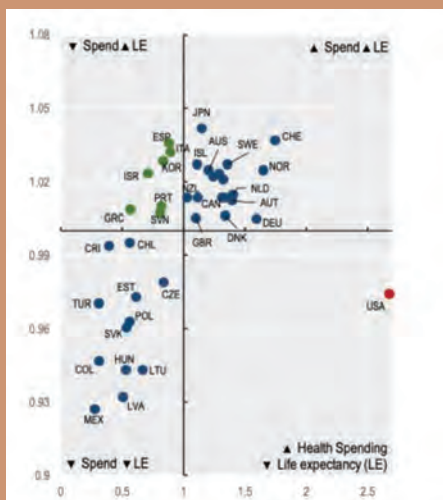 1.08
▼ Spend ▲ LE
▲ Spend ▲ LE
1.05
JPN
ESP
ITA
AUS
SWE
CHE
ISL
KOR
NOR
ISR
1.02
PRT
NZL
NLD
CAN
AUT
GRC
SVN
DEU
GBR
DNK
0.99
CRI
CHL
EST
CZE
TUR
USA
0.96
POL
SVK
HUN
COL
LTU
0.93
LVA
MEX
▲ Health Spending
▼ Spend ▼ LE
▼ Life expectancy (LE)
0.9
0 0.5 1 1.5 2 2.5